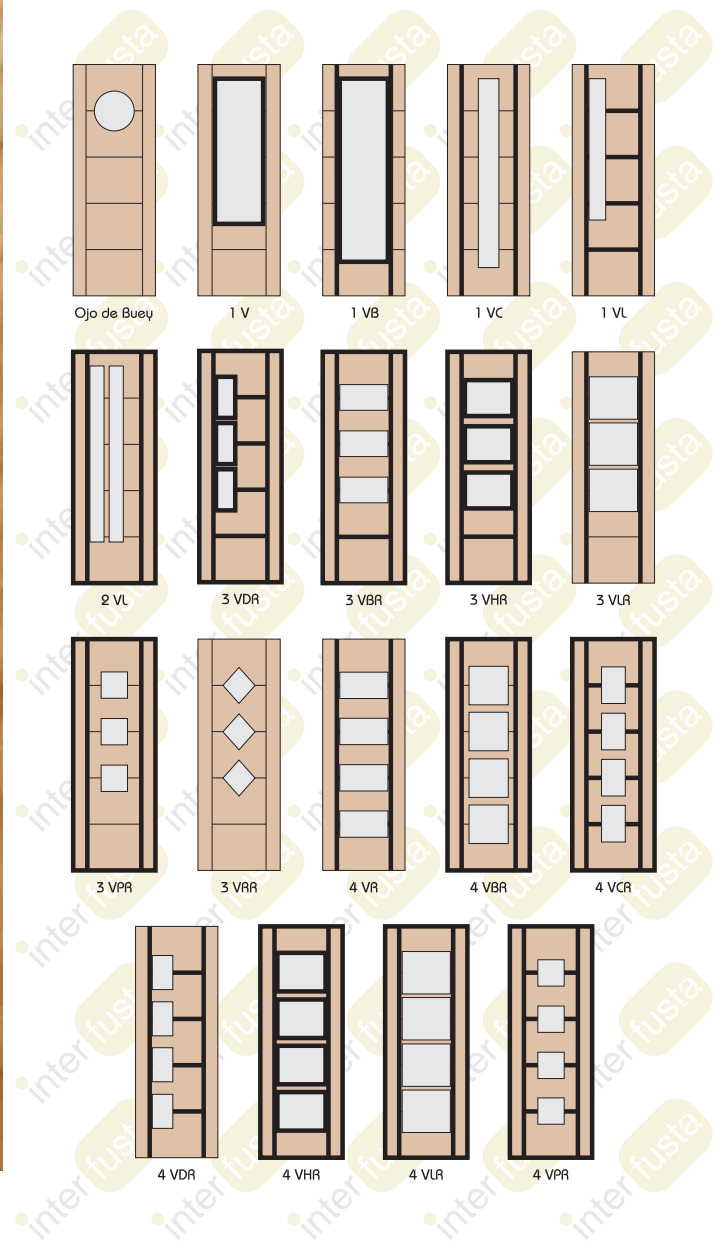 Ojo de Buey
1 V
1 VB
1 VC
1 VL
2 VL
3 VDR
3 VBR
3 VHR
3 VLR
3 VPR
3 VRR
4 VR
4 VBR
4 VCR
4 VDR
4 VHR
4 VLR
4 VPR
inter fusta